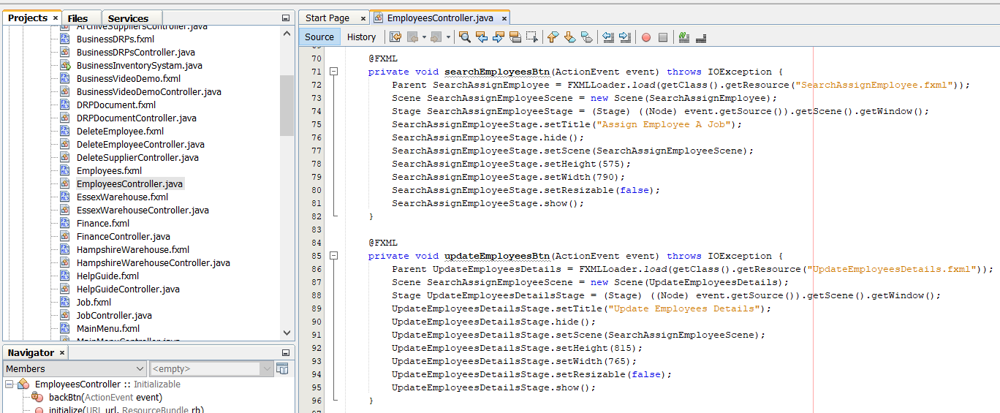 Projects × Files Services
ArchiveSuppliersController.java
BusinessDRPs.fxml
BusinessDRPsController.java
BusinessInventorySystam.java
BusinessVideoDemo.fxml
BusinessVideoDemoController.java
DRPDocument.fxml
DRPDocumentController.java
DeleteEmployee.fxml
DeleteEmployeeController.java
DeleteSupplierController.java
Employees.fxml
EmployeesController.java
EssexWarehouse.fxml
EssexWarehouseController.java
Finance.fxml
FinanceController.java
HampshireWarehouse.fxml
HampshireWarehouseController.java
HelpGuide.fxml
HelpGuideController.java
Job.fxml
JobController.java
MainMenu.fxml
MainMenuController.java
Navigator ×
Members <empty>
EmployeesController :: Initializable
backBtn(ActionEvent event)
initialize(URL url, ResourceBundle rb)
Start Page × EmployeesController.java ×
Source History
69
70 @FXML
71 private void searchEmployeesBtn(ActionEvent event) throws IOException {
72 Parent SearchAssignEmployee = FXMLLoader.load(getClass().getResource("SearchAssignEmployee.fxml"));
73 Scene SearchAssignEmployeeScene = new Scene(SearchAssignEmployee);
74 Stage SearchAssignEmployeeStage = (Stage) ((Node) event.getSource()).getScene().getWindow();
75 SearchAssignEmployeeStage.setTitle("Assign Employee A Job");
76 SearchAssignEmployeeStage.hide();
77 SearchAssignEmployeeStage.setScene(SearchAssignEmployeeScene);
78 SearchAssignEmployeeStage.setHeight(575);
79 SearchAssignEmployeeStage.setWidth(790);
80 SearchAssignEmployeeStage.setResizable(false);
81 SearchAssignEmployeeStage.show();
82 }
83
84 @FXML
85 private void updateEmployeesBtn(ActionEvent event) throws IOException {
86 Parent UpdateEmployeesDetails = FXMLLoader.load(getClass().getResource("UpdateEmployeesDetails.fxml"));
87 Scene SearchAssignEmployeeScene = new Scene(UpdateEmployeesDetails);
88 Stage UpdateEmployeesDetailsStage = (Stage) ((Node) event.getSource()).getScene().getWindow();
89 UpdateEmployeesDetailsStage.setTitle("Update Employees Details");
90 UpdateEmployeesDetailsStage.hide();
91 UpdateEmployeesDetailsStage.setScene(SearchAssignEmployeeScene);
92 UpdateEmployeesDetailsStage.setHeight(815);
93 UpdateEmployeesDetailsStage.setWidth(765);
94 UpdateEmployeesDetailsStage.setResizable(false);
95 UpdateEmployeesDetailsStage.show();
96 }
97